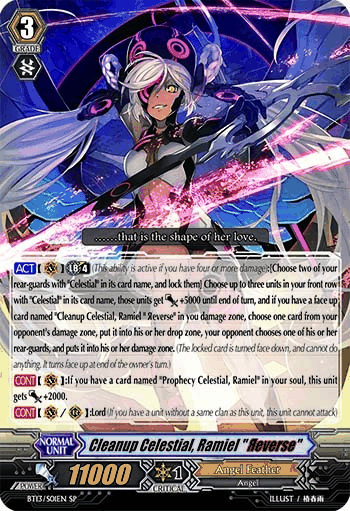 3
GRADE
......that is the shape of her love.
ACT [ ] LB 4 (This ability is active if you have four or more damage):[Choose two of your
rear-guards with "Celestial" in its card name, and lock them] Choose up to three units in your front row
with "Celestial" in its card name, those units get +5000 until end of turn, and if you have a face up
card named "Cleanup Celestial, Ramiel "Яeverse"" in your damage zone, choose one card from your
opponent's damage zone, put it into his or her drop zone, your opponent chooses one of his or her
rear-guards, and puts it into his or her damage zone. (The locked card is turned face down, and cannot do
anything. It turns face up at end of the owner's turn.)
CONT [ ]:If you have a card named "Prophecy Celestial, Ramiel" in your soul, this unit
gets +2000.
CONT [ / ]:Lord (If you have a unit without a same clan as this unit, this unit cannot attack)
NORMAL
UNIT
Cleanup Celestial, Ramiel "Яeverse"
POWER
11000
1
CRITICAL
Angel Feather
Angel
BT13/S01EN SP
ILLUST / 椿春雨